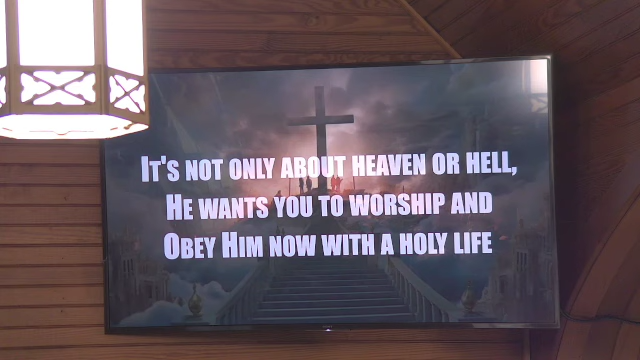 It's not only about heaven or hell,
He wants you to worship and
Obey Him now with a holy life